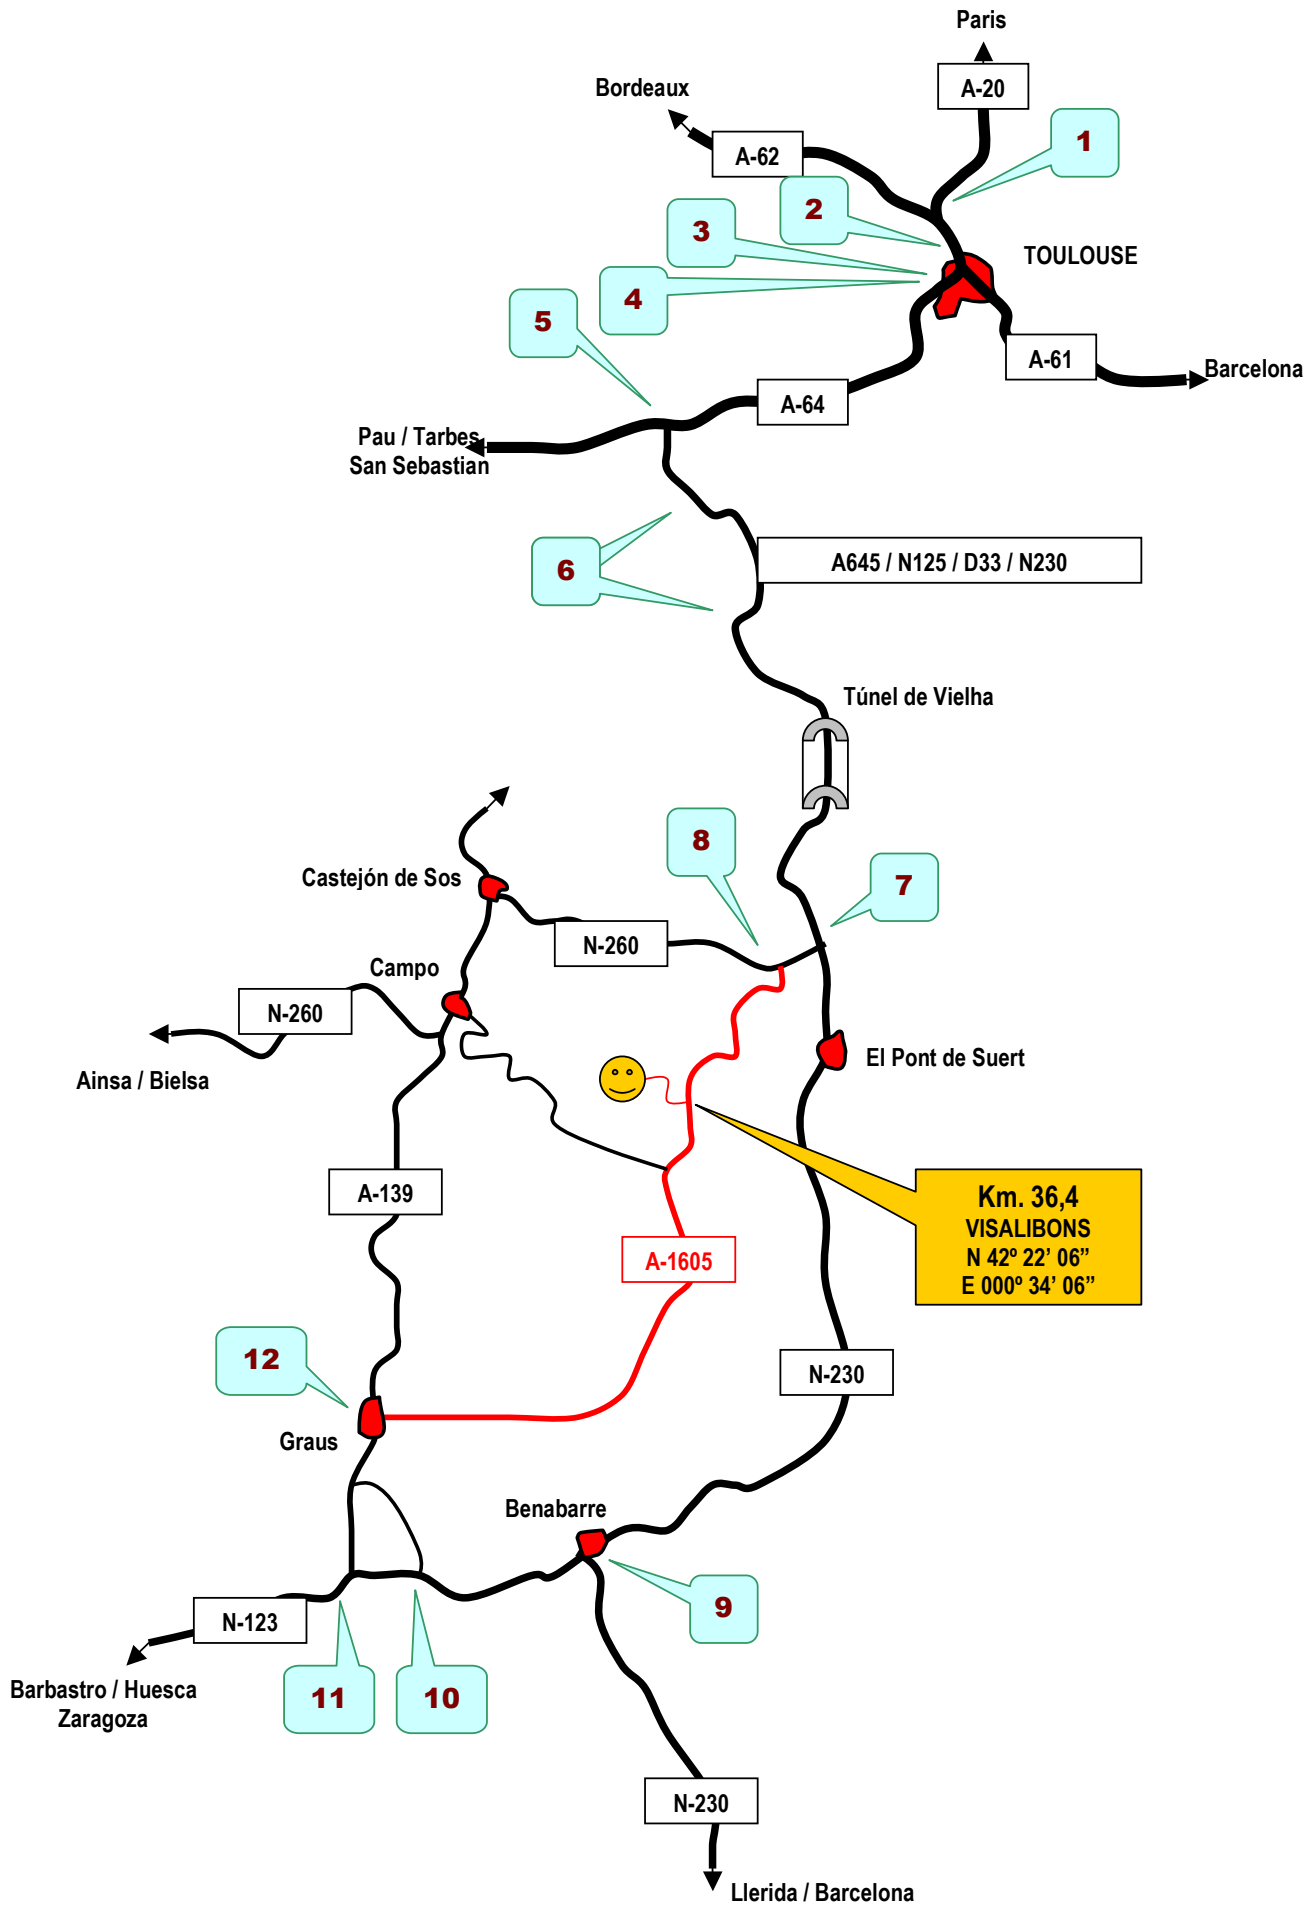 Paris
Bordeaux
A-20
1
A-62
2
3
TOULOUSE
4
5
A-61
Barcelona
A-64
Pau / Tarbes
San Sebastian
6
A645 / N125 / D33 / N230
Túnel de Vielha
8
7
Castejón de Sos
N-260
Campo
N-260
El Pont de Suert
Ainsa / Bielsa
A-139
Km. 36,4
VISALIBONS
N 42º 22’ 06”
E 000º 34’ 06”
A-1605
12
N-230
Graus
Benabarre
9
N-123
11
10
Barbastro / Huesca
Zaragoza
N-230
Llerida / Barcelona